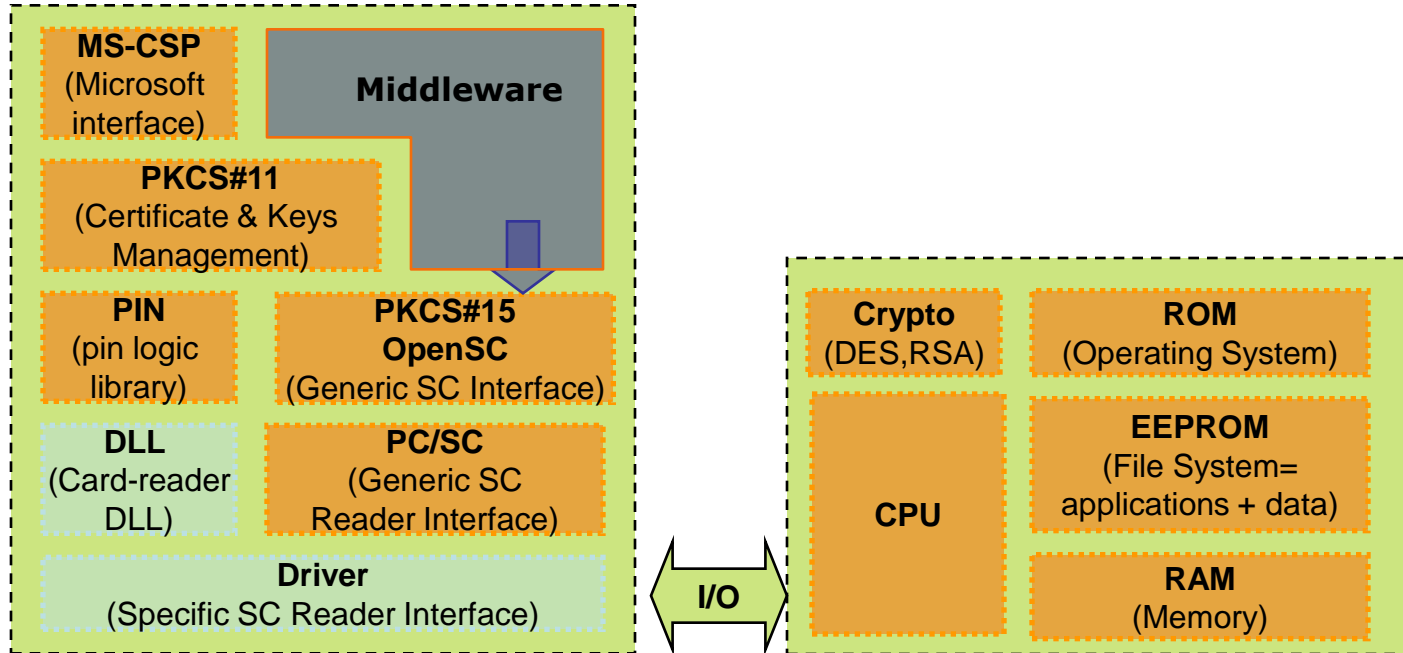 MS-CSP
(Microsoft
interface)
Middleware
PKCS#11
(Certificate & Keys
Management)
PIN
(pin logic
library)
PKCS#15
OpenSC
(Generic SC Interface)
DLL
(Card-reader
DLL)
PC/SC
(Generic SC
Reader Interface)
Driver
(Specific SC Reader Interface)
I/O
Crypto
(DES,RSA)
ROM
(Operating System)
CPU
EEPROM
(File System=
applications + data)
RAM
(Memory)